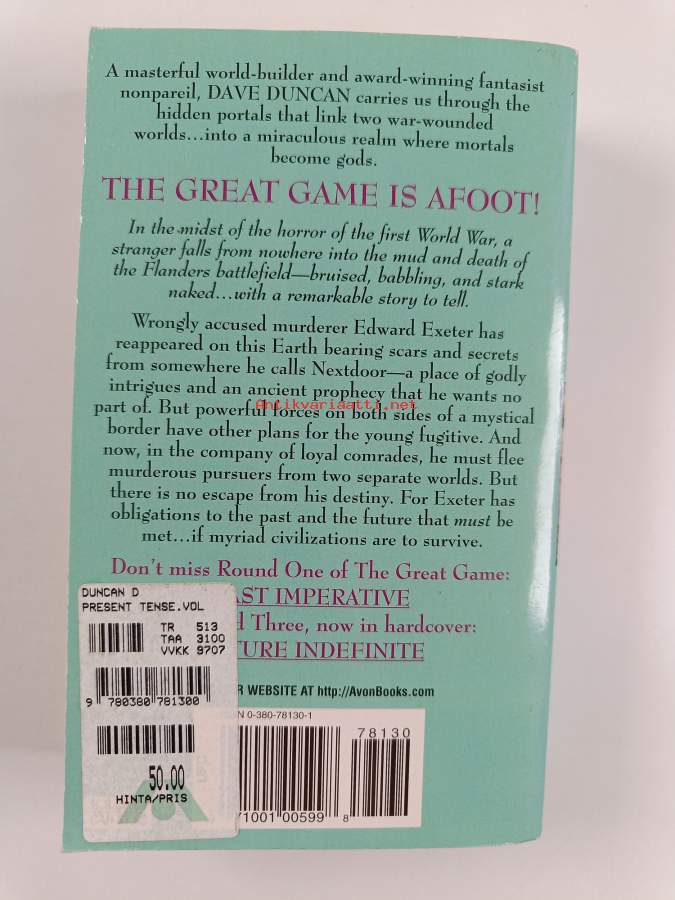 A masterful world-builder and award-winning fantasist
nonpareil, DAVE DUNCAN carries us through the
hidden portals that link two war-wounded
worlds...into a miraculous realm where mortals
become gods.
THE GREAT GAME IS AFOOT!
In the midst of the horror of the first World War, a
stranger falls from nowhere into the mud and death of
the Flanders battlefield—bruised, babbling, and stark
naked...with a remarkable story to tell.
Wrongly accused murderer Edward Exeter has
reappeared on this Earth bearing scars and secrets
from somewhere he calls Nextdoor—a place of godly
intrigues and an ancient prophecy that he wants no
part of. But powerful forces on both sides of a mystical
Antikvariaatti.net
border have other plans for the young fugitive. And
now, in the company of loyal comrades, he must flee
murderous pursuers from two separate worlds. But
there is no escape from his destiny. For Exeter has
obligations to the past and the future that must be
met...if myriad civilizations are to survive.
Don't miss Round One of The Great Game:
AST IMPERATIVE
d Three, now in hardcover:
TURE INDEFINITE
R WEBSITE AT http://AvonBooks.com
DUNCAN D
PRESENT TENSE.VOL
TR 513
TAA 3100
VVKK 9707
9 780380 781300
50.00
HINTA/PRIS
N 0-380-78130-1
78130
71001 00599 8